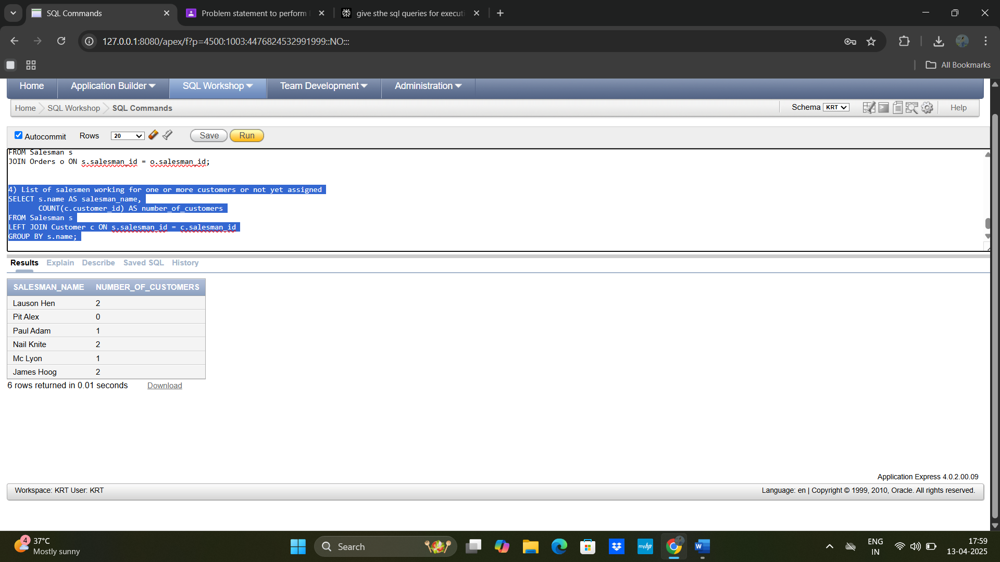 SQL Commands
Problem statement to perform
give sthe sql queries for executi
127.0.0.1:8080/apex/f?p=4500:1003:4476824532991999::NO:::
All Bookmarks
Home Application Builder SQL Workshop Team Development Administration
Home SQL Workshop SQL Commands
Schema KRT Help
Autocommit Rows 20 Save Run
FROM Salesman s
JOIN Orders o ON s.salesman_id = o.salesman_id;
4) List of salesmen working for one or more customers or not yet assigned
SELECT s.name AS salesman_name,
COUNT(c.customer_id) AS number_of_customers
FROM Salesman s
LEFT JOIN Customer c ON s.salesman_id = c.salesman_id
GROUP BY s.name;
Results Explain Describe Saved SQL History
SALESMAN_NAME NUMBER_OF_CUSTOMERS
Lauson Hen 2
Pit Alex 0
Paul Adam 1
Nail Knite 2
Mc Lyon 1
James Hoog 2
6 rows returned in 0.01 seconds Download
Application Express 4.0.2.00.09
Workspace: KRT User: KRT
Language: en | Copyright © 1999, 2010, Oracle. All rights reserved.
4
37°C
Mostly sunny
Search
myhp
W
ENG
IN
17:59
13-04-2025